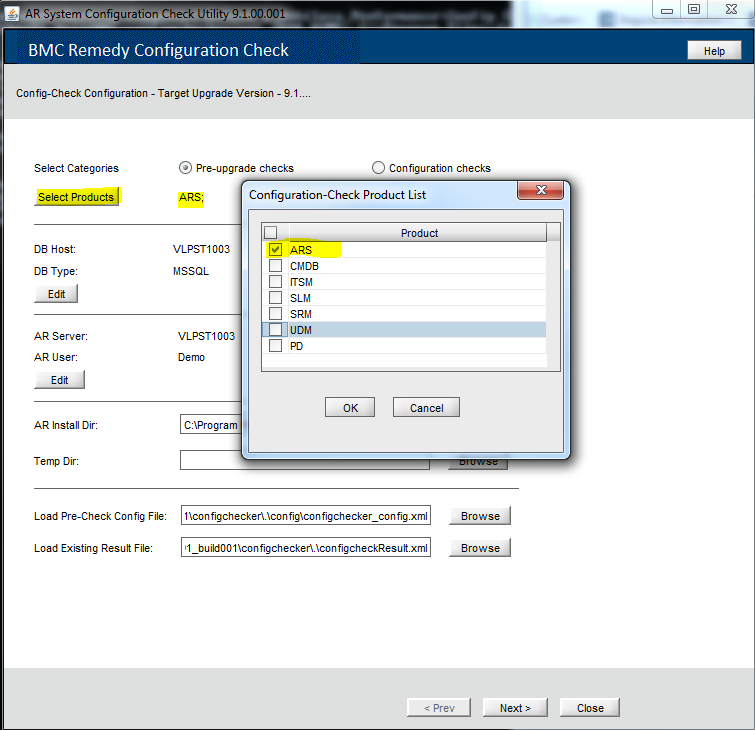 AR System Configuration Check Utility 9.1.00.001
BMC Remedy Configuration Check
Help
Config-Check Configuration - Target Upgrade Version - 9.1....
Select Categories
Pre-upgrade checks
Configuration checks
Select Products
ARS;
Configuration-Check Product List
Product
ARS
CMDB
ITSM
SLM
SRM
UDM
PD
OK
Cancel
DB Host:
VLPST1003
DB Type:
MSSQL
Edit
AR Server:
VLPST1003
AR User:
Demo
Edit
AR Install Dir:
C:\Program
Temp Dir:
Browse
Load Pre-Check Config File:
1\configchecker\.\config\configchecker_config.xml
Browse
Load Existing Result File:
1_build001\configchecker\.\configcheckResult.xml
Browse
< Prev
Next >
Close